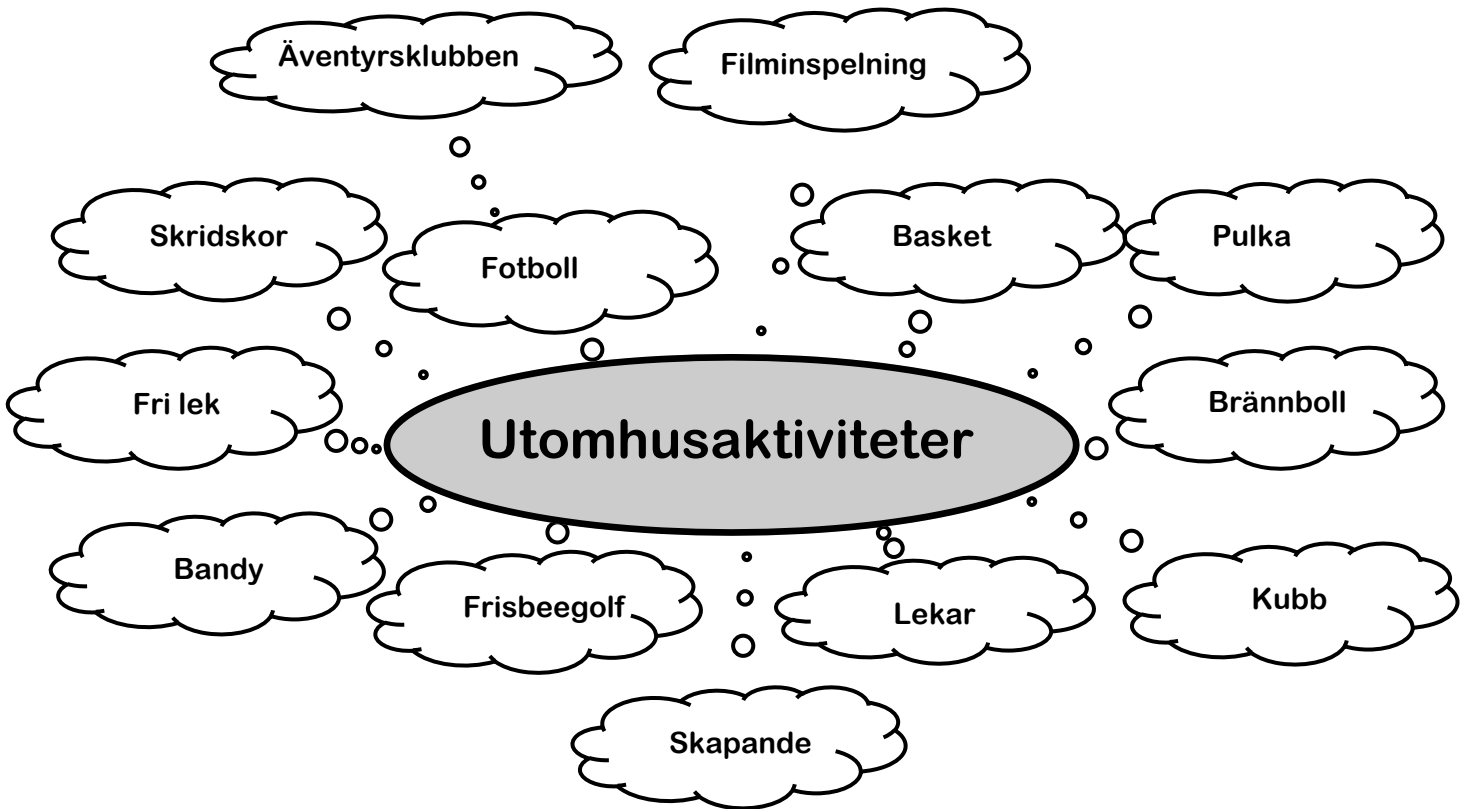 Äventyrsklubben
Filminspelning
Skridskor
Fotboll
Basket
Pulka
Fri lek
Utomhusaktiviteter
Brännboll
Bandy
Frisbeegolf
Lekar
Kubb
Skapande